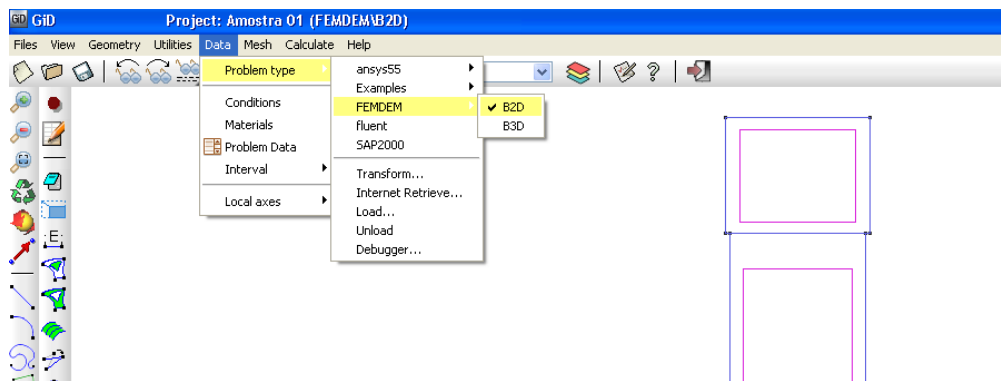 GiD GiD Project: Amostra 01 (FEMDEM\B2D)
Files View Geometry Utilities Data Mesh Calculate Help
Problem type
Conditions
Materials
Problem Data
Interval
Local axes
ansys55
Examples
FEMDEM
fluent
SAP2000
Transform...
Internet Retrieve...
Load...
Unload
Debugger...
B2D
B3D
.E.